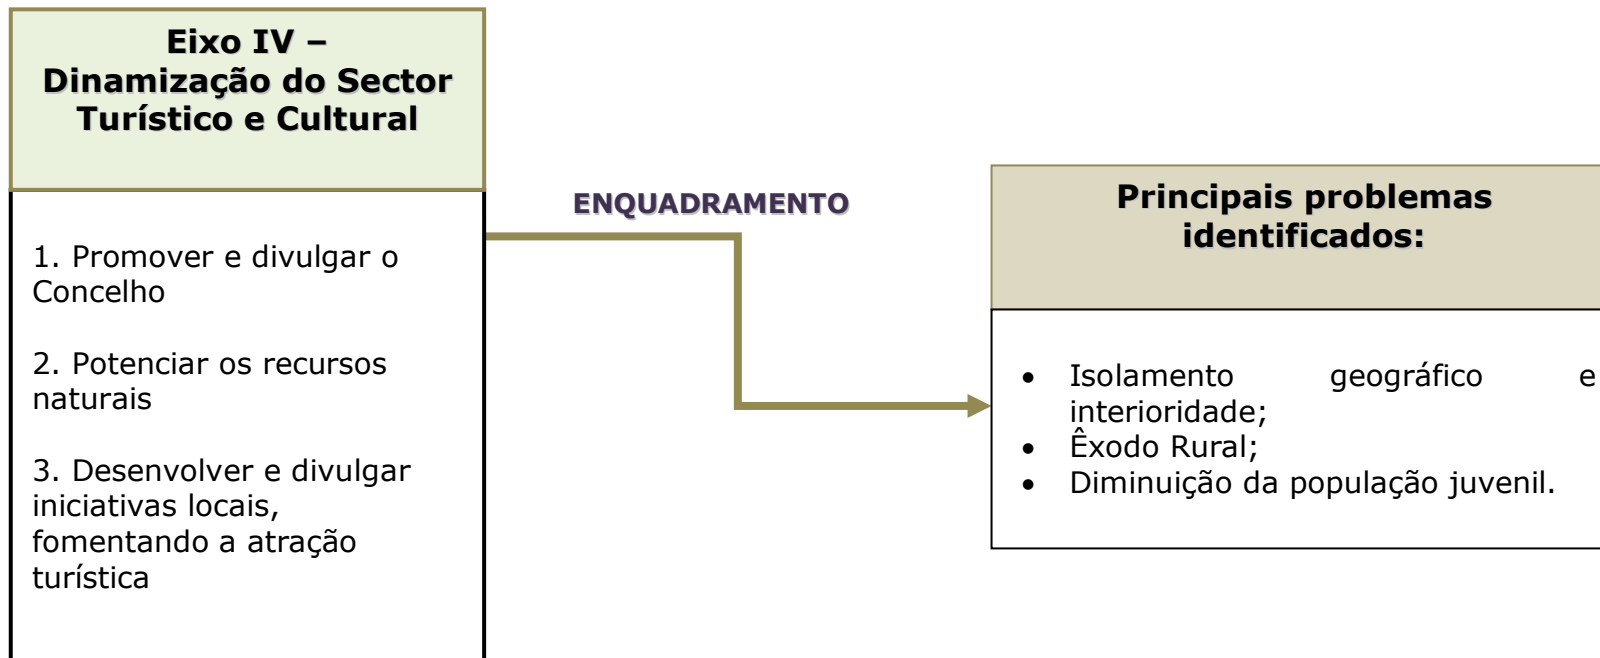 Eixo IV –
Dinamização do Sector
Turístico e Cultural
1. Promover e divulgar o
Concelho
2. Potenciar os recursos
naturais
3. Desenvolver e divulgar
iniciativas locais,
fomentando a atração
turística
ENQUADRAMENTO
Principais problemas
identificados:
• Isolamento geográfico e
interioridade;
• Êxodo Rural;
• Diminuição da população juvenil.